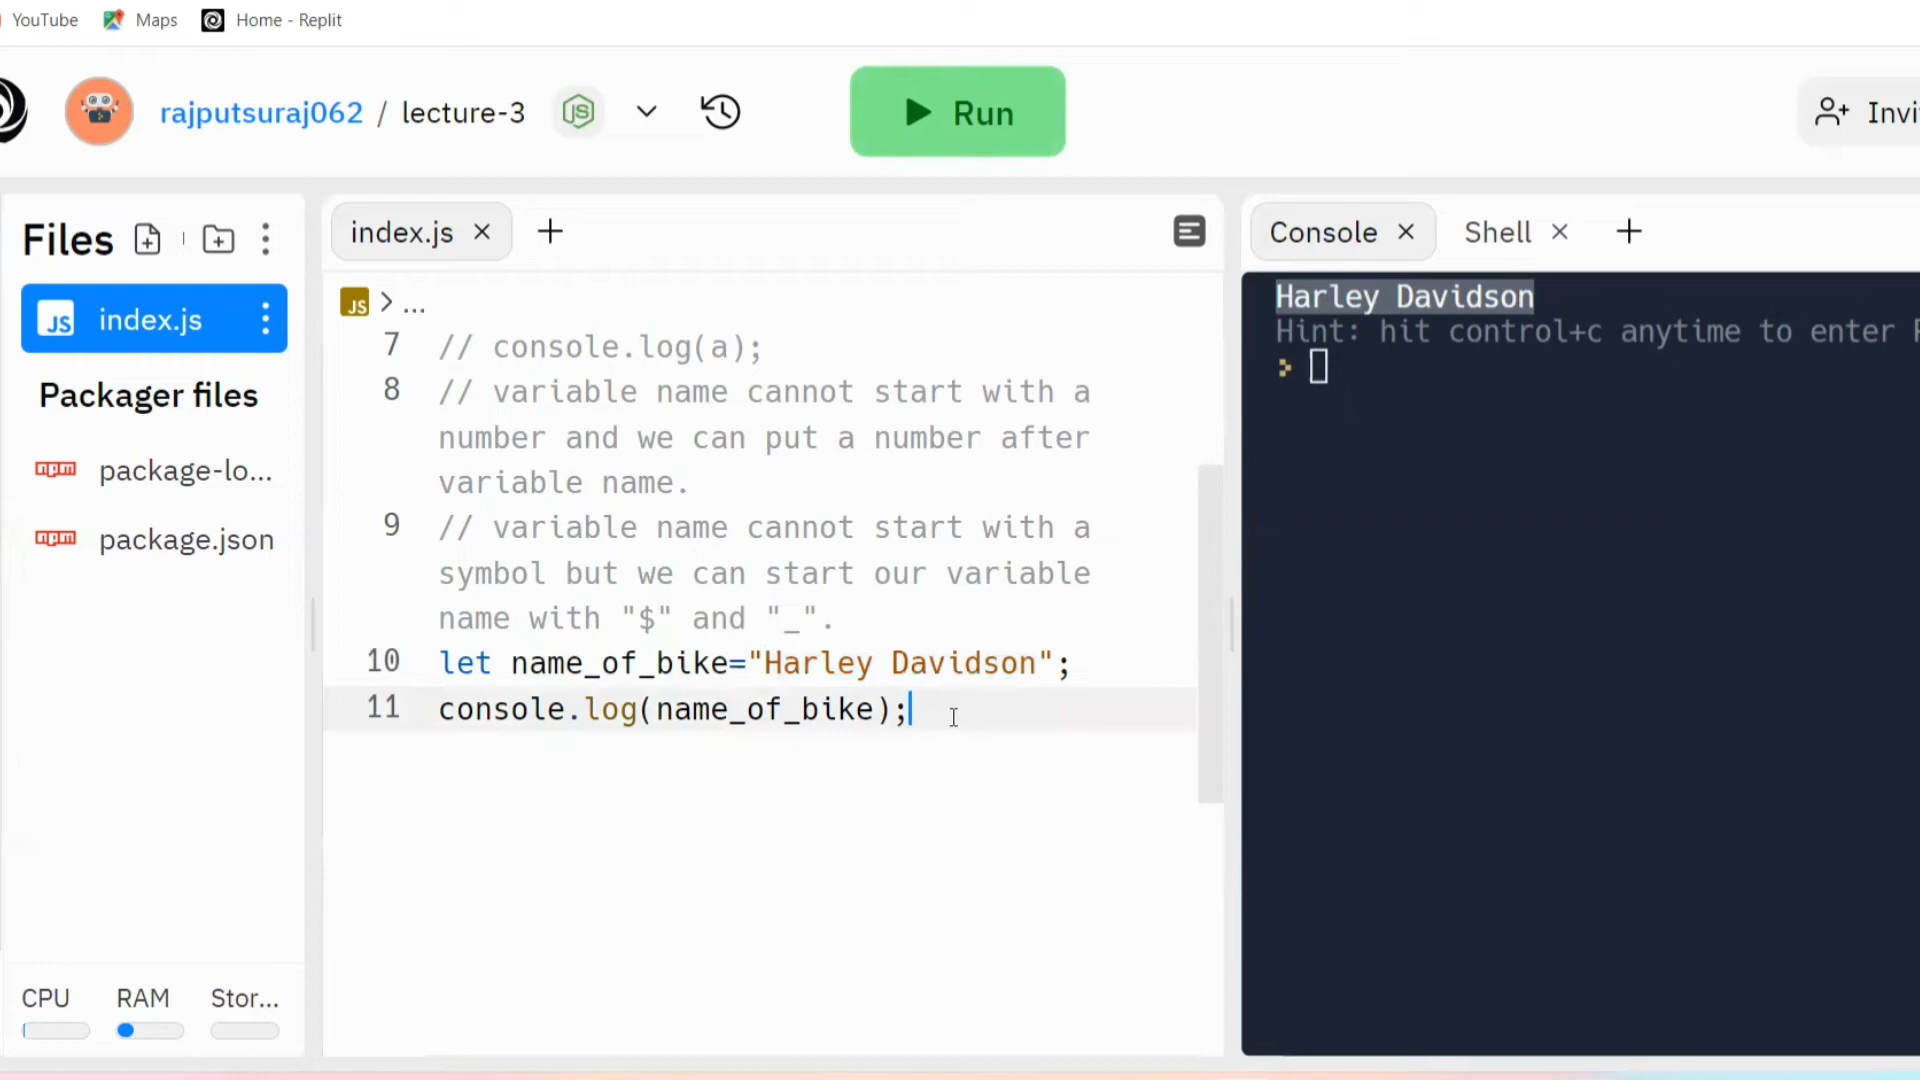 YouTube Maps Home - Replit
rajputsuraj062 / lecture-3 Run Invi
Files
index.js
Packager files
package-lo...
package.json
CPU RAM Stor...
index.js
JS > ...
7 // console.log(a);
8 // variable name cannot start with a
number and we can put a number after
variable name.
9 // variable name cannot start with a
symbol but we can start our variable
name with "$" and "_".
10 let name_of_bike="Harley Davidson";
11 console.log(name_of_bike);
Console Shell
Harley Davidson
Hint: hit control+c anytime to enter
>